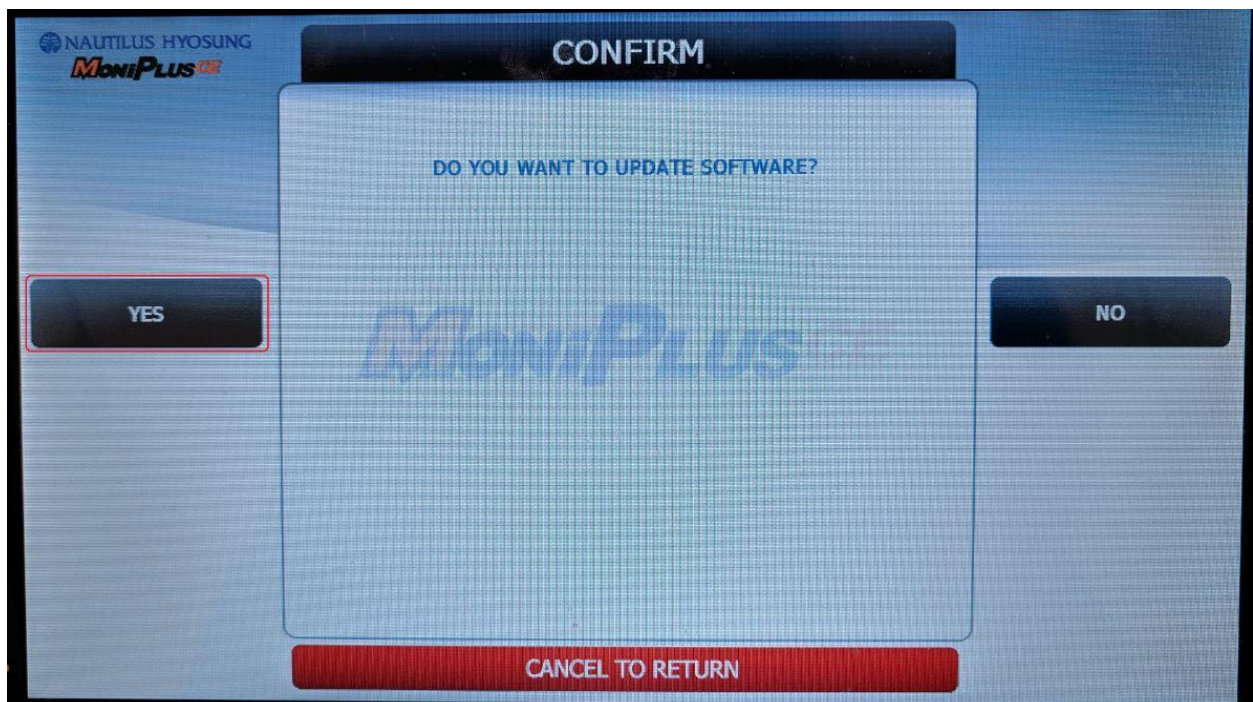 NAUTILUS HYOSUNG
MONiPLUS CE
CONFIRM
DO YOU WANT TO UPDATE SOFTWARE?
YES
NO
MONiPLUS CE
CANCEL TO RETURN